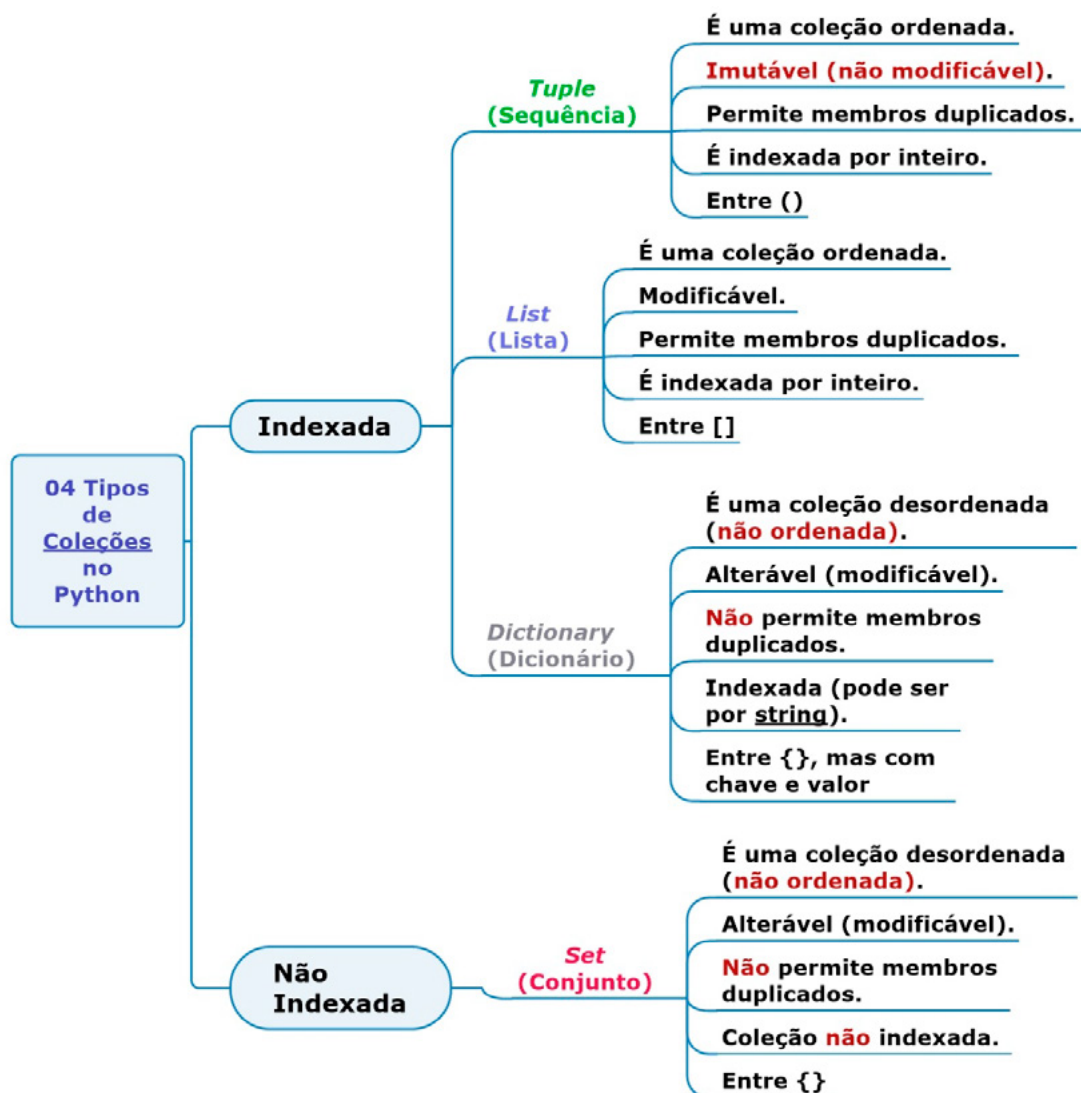 04 Tipos
de
Coleções
no
Python
Indexada
Tuple
(Sequência)
É uma coleção ordenada.
Imutável (não modificável).
Permite membros duplicados.
É indexada por inteiro.
Entre ()
List
(Lista)
É uma coleção ordenada.
Modificável.
Permite membros duplicados.
É indexada por inteiro.
Entre []
Dictionary
(Dicionário)
É uma coleção desordenada
(não ordenada).
Alterável (modificável).
Não permite membros
duplicados.
Indexada (pode ser
por string).
Entre {}, mas com
chave e valor
Não
Indexada
Set
(Conjunto)
É uma coleção desordenada
(não ordenada).
Alterável (modificável).
Não permite membros
duplicados.
Coleção não indexada.
Entre {}